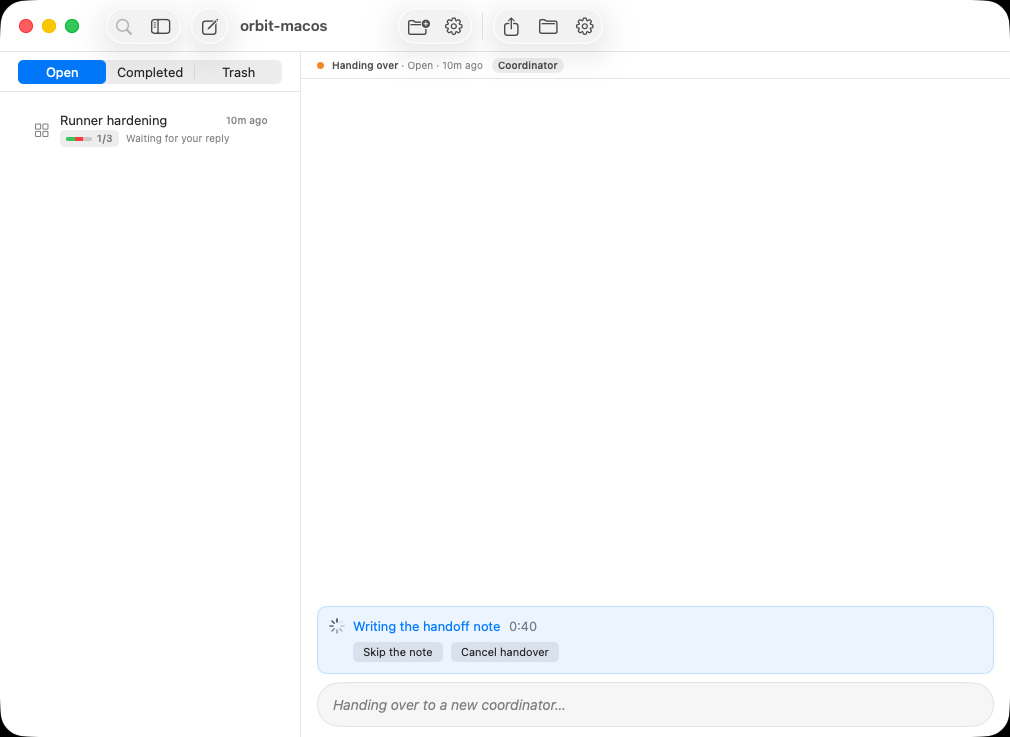 orbit-macos
Open Completed Trash
Handing over · Open · 10m ago Coordinator
Runner hardening 10m ago
1/3 Waiting for your reply
Writing the handoff note 0:40
Skip the note Cancel handover
Handing over to a new coordinator...